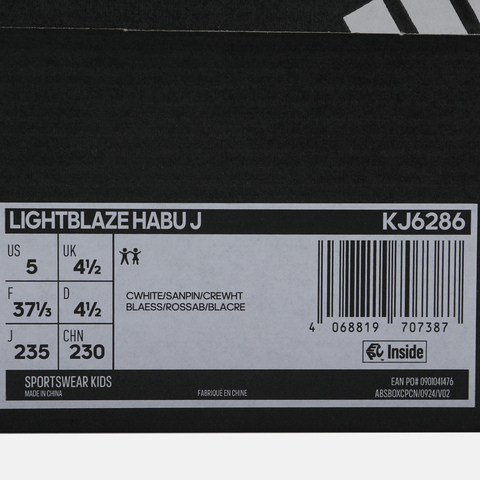 LIGHTBLAZE HABU J KJ6286
US 5 UK 4½
F 37⅓ D 4½
J 235 CHN 230
CWHITE/SANPIN/CREWHT
BLAESS/ROSSAB/BLACRE
4 068819 707387
Inside
SPORTSWEAR KIDS EAN PO# 0901041476
MADE IN CHINA FABRIQUÉ EN CHINE ABSBOXCPCN/0924/V02